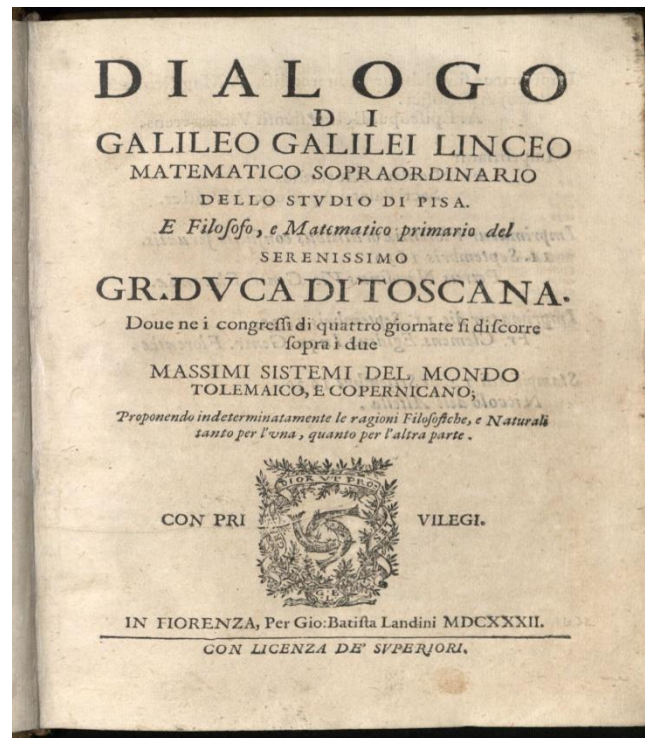 DIALOGO
DI
GALILEO GALILEI LINCEO
MATEMATICO SOPRAORDINARIO
DELLO STVDIO DI PISA.
E Filosofo, e Matematico primario del
SERENISSIMO
GR.DVCA DI TOSCANA.
Doue ne i congressi di quattro giornate si discorre
sopra i due
MASSIMI SISTEMI DEL MONDO
TOLEMAICO, E COPERNICANO;
Proponendo indeterminatamente le ragioni Filosofiche, e Naturali
tanto per l'vna, quanto per l'altra parte.
DIOR VT PRO
CON PRI VILEGI.
IN FIORENZA, Per Gio:Batista Landini MDCXXXII.
CON LICENZA DE' SVPERIORI.